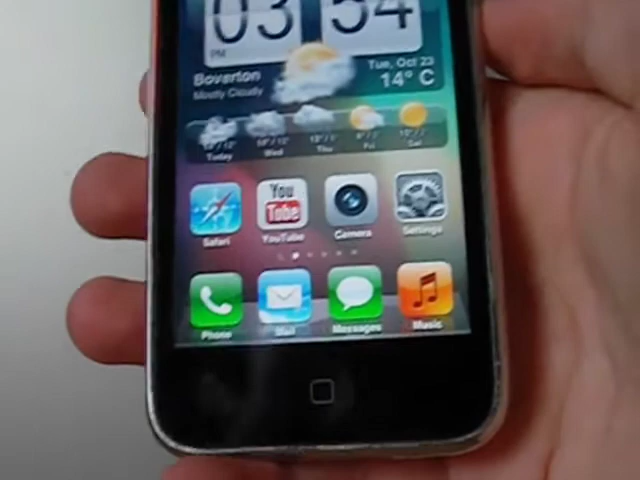 03 54
PM
Boverton
Mostly Cloudy
Tue, Oct 23
14° C
Today Wed Thu Fri Sat
You
Tube
Safari YouTube Camera Settings
Phone Mail Messages Music